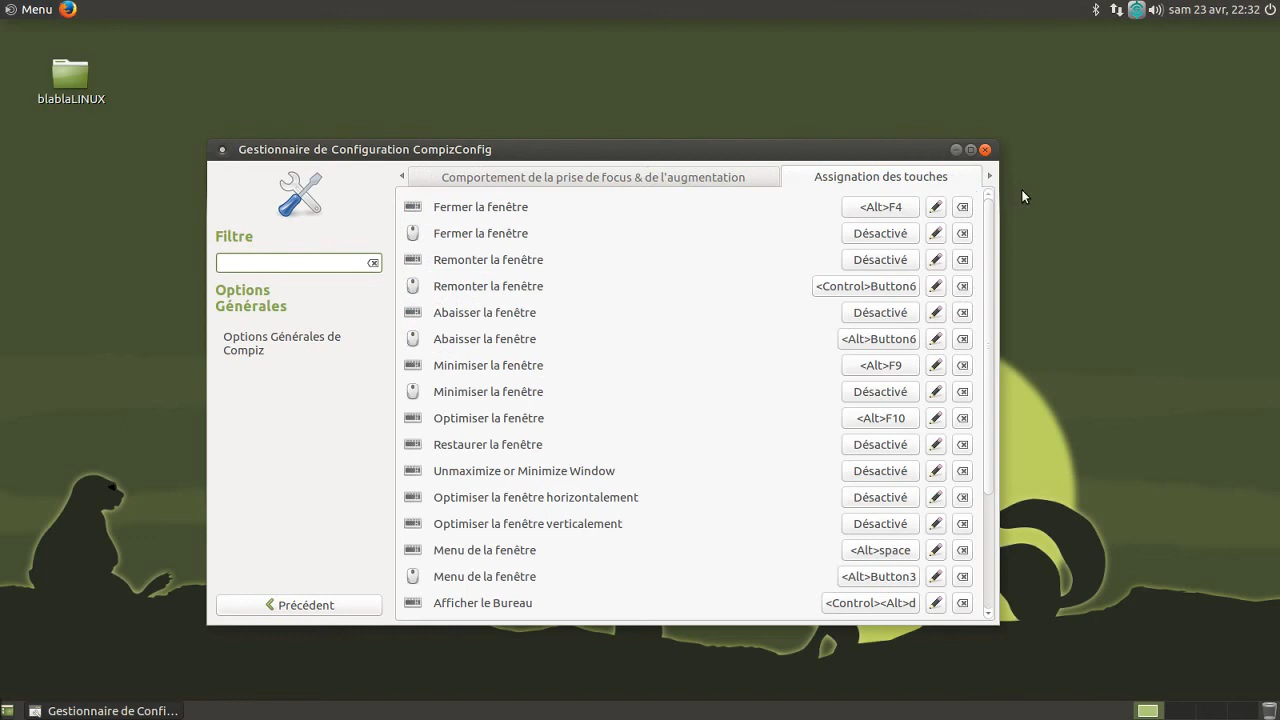 Menu
sam 23 avr, 22:32
blablaLINUX
Gestionnaire de Configuration CompizConfig
Comportement de la prise de focus & de l'augmentation
Assignation des touches
Filtre
Options
Générales
Options Générales de
Compiz
Précédent
Fermer la fenêtre <Alt>F4
Fermer la fenêtre Désactivé
Remonter la fenêtre Désactivé
Remonter la fenêtre <Control>Button6
Abaisser la fenêtre Désactivé
Abaisser la fenêtre <Alt>Button6
Minimiser la fenêtre <Alt>F9
Minimiser la fenêtre Désactivé
Optimiser la fenêtre <Alt>F10
Restaurer la fenêtre Désactivé
Unmaximize or Minimize Window Désactivé
Optimiser la fenêtre horizontalement Désactivé
Optimiser la fenêtre verticalement Désactivé
Menu de la fenêtre <Alt>space
Menu de la fenêtre <Alt>Button3
Afficher le Bureau <Control><Alt>d
Gestionnaire de Confi...